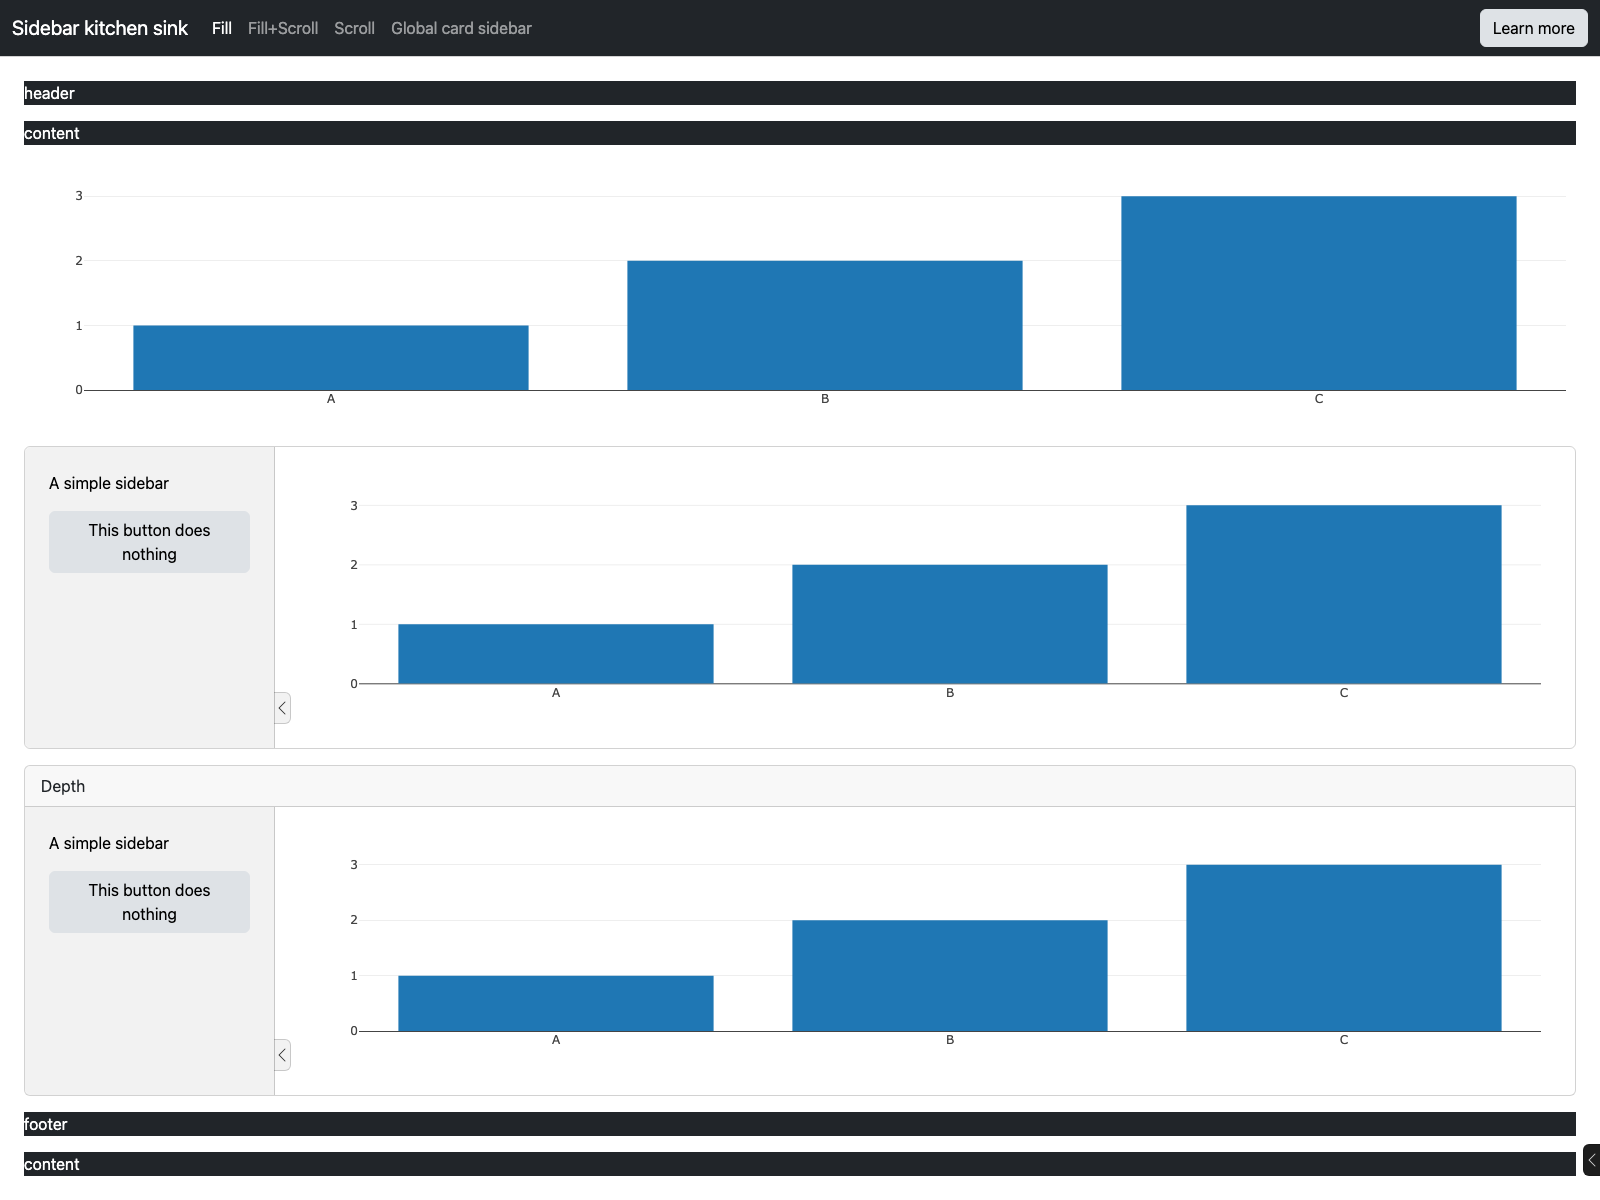 Sidebar kitchen sink Fill Fill+Scroll Scroll Global card sidebar Learn more
header
content
3
2
1
0
A B C
A simple sidebar
This button does
nothing
3
2
1
0
A B C
Depth
A simple sidebar
This button does
nothing
3
2
1
0
A B C
footer
content